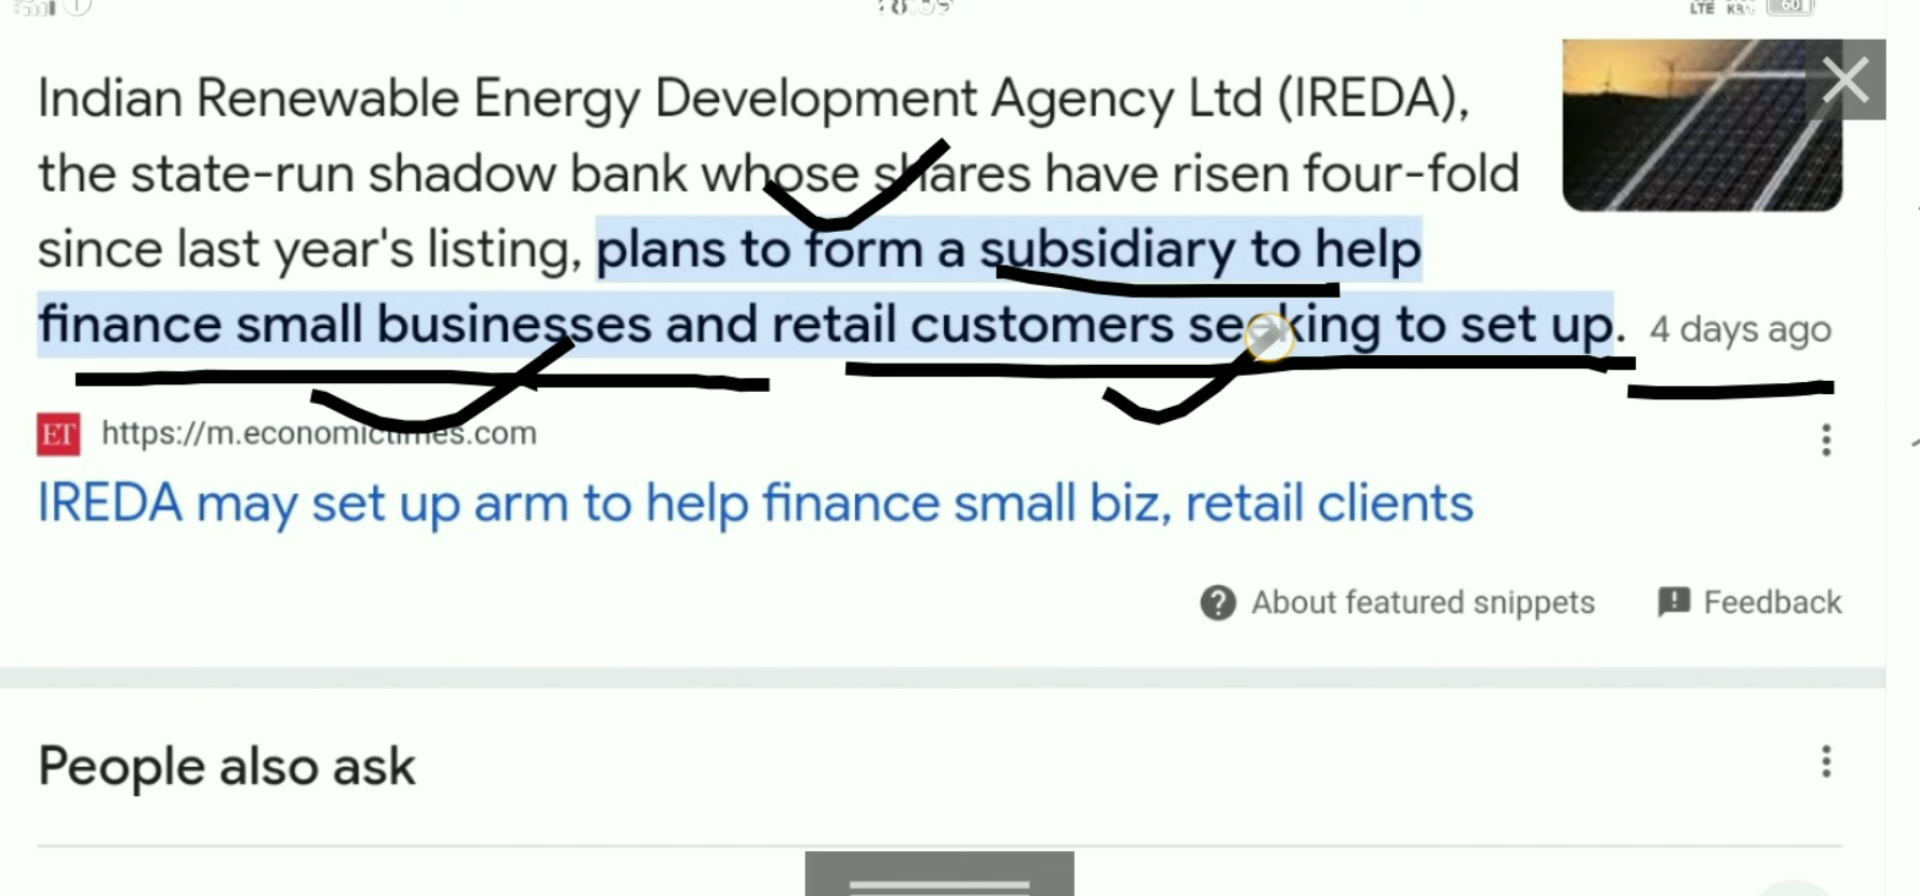 LTE
60
Indian Renewable Energy Development Agency Ltd (IREDA),
the state-run shadow bank whose shares have risen four-fold
since last year's listing, plans to form a subsidiary to help
finance small businesses and retail customers seeking to set up. 4 days ago
ET https://m.economictimes.com
IREDA may set up arm to help finance small biz, retail clients
About featured snippets Feedback
People also ask